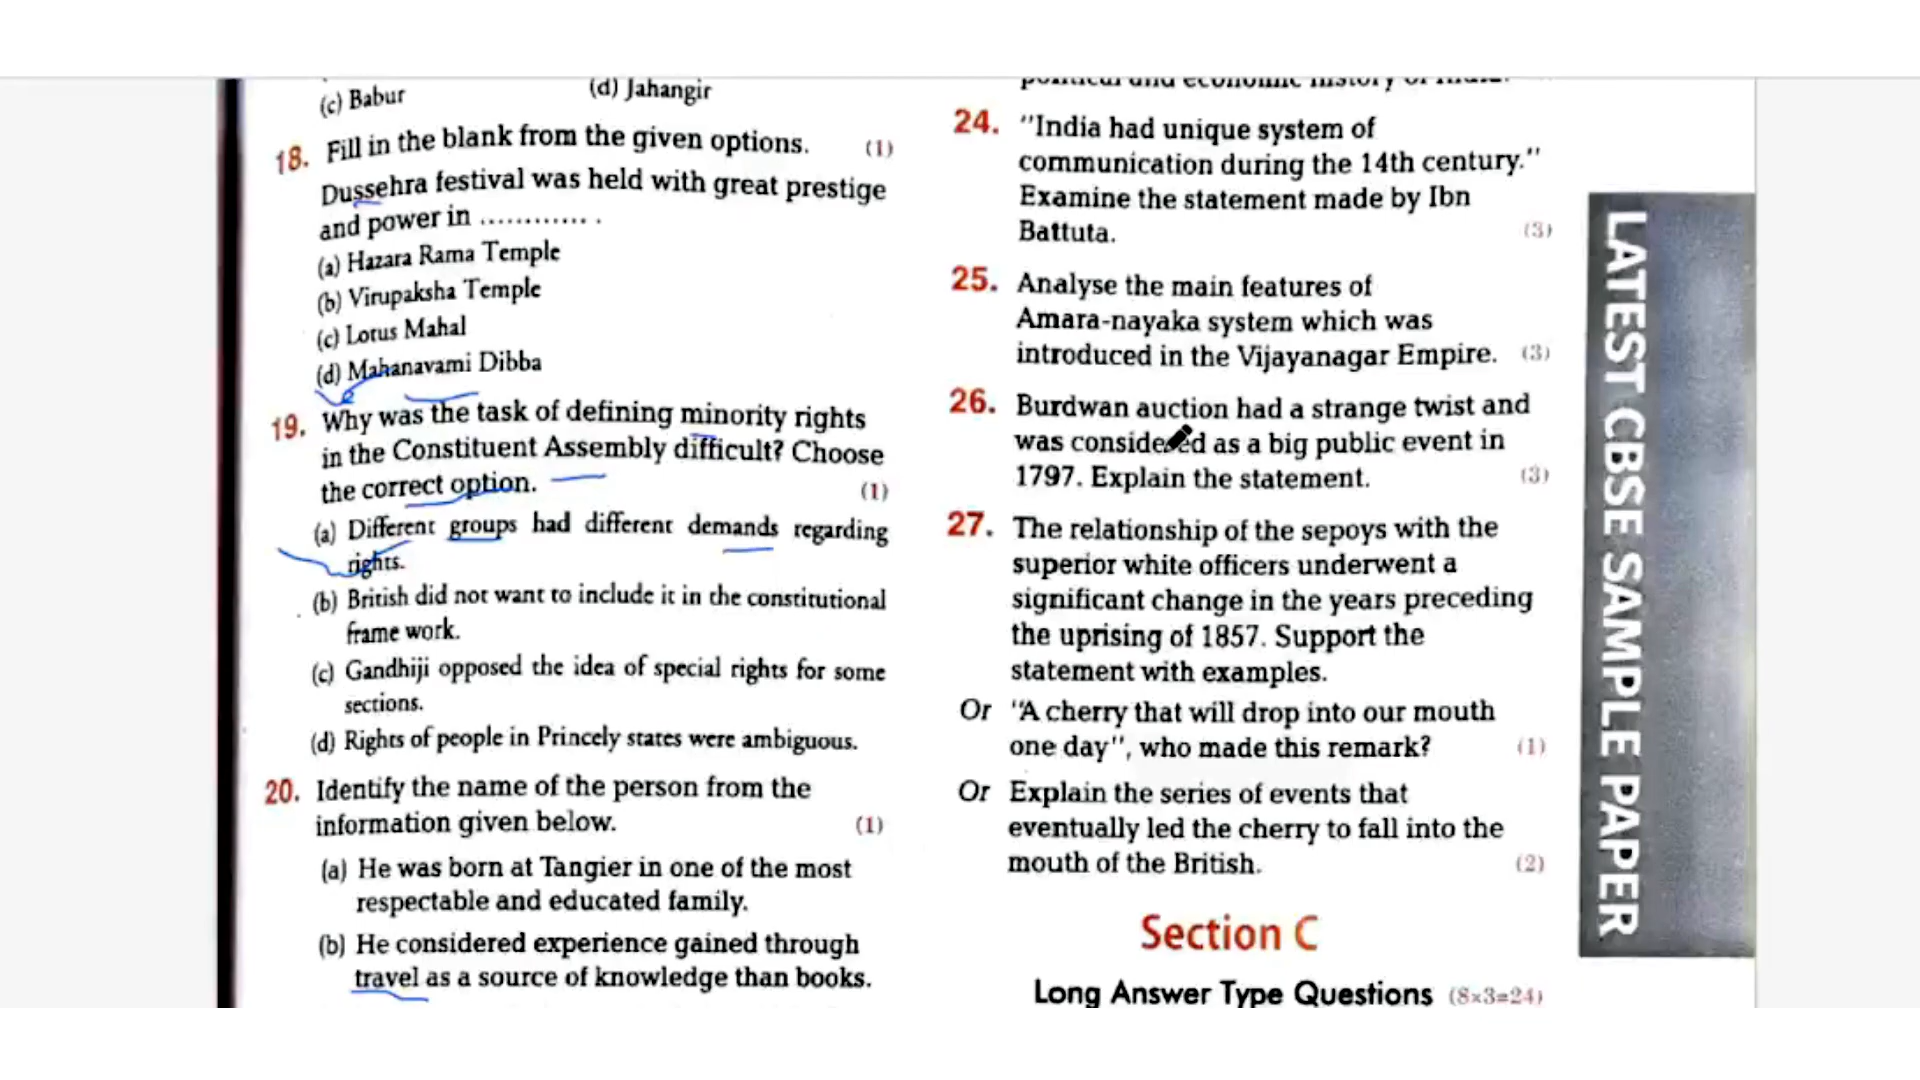 (c) Babur
(d) Jahangir
18. Fill in the blank from the given options. (1)
Dussehra festival was held with great prestige
and power in ............ .
(a) Hazara Rama Temple
(b) Virupaksha Temple
(c) Lotus Mahal
(d) Mahanavami Dibba
19. Why was the task of defining minority rights
in the Constituent Assembly difficult? Choose
the correct option. (1)
(a) Different groups had different demands regarding
rights.
(b) British did not want to include it in the constitutional
frame work.
(c) Gandhiji opposed the idea of special rights for some
sections.
(d) Rights of people in Princely states were ambiguous.
20. Identify the name of the person from the
information given below. (1)
(a) He was born at Tangier in one of the most
respectable and educated family.
(b) He considered experience gained through
travel as a source of knowledge than books.
political and economic history of India.
24. "India had unique system of
communication during the 14th century."
Examine the statement made by Ibn
Battuta. (3)
25. Analyse the main features of
Amara-nayaka system which was
introduced in the Vijayanagar Empire. (3)
26. Burdwan auction had a strange twist and
was considered as a big public event in
1797. Explain the statement. (3)
27. The relationship of the sepoys with the
superior white officers underwent a
significant change in the years preceding
the uprising of 1857. Support the
statement with examples.
Or "A cherry that will drop into our mouth
one day", who made this remark? (1)
Or Explain the series of events that
eventually led the cherry to fall into the
mouth of the British. (2)
Section C
Long Answer Type Questions (8×3=24)
LATEST CBSE SAMPLE PAPER